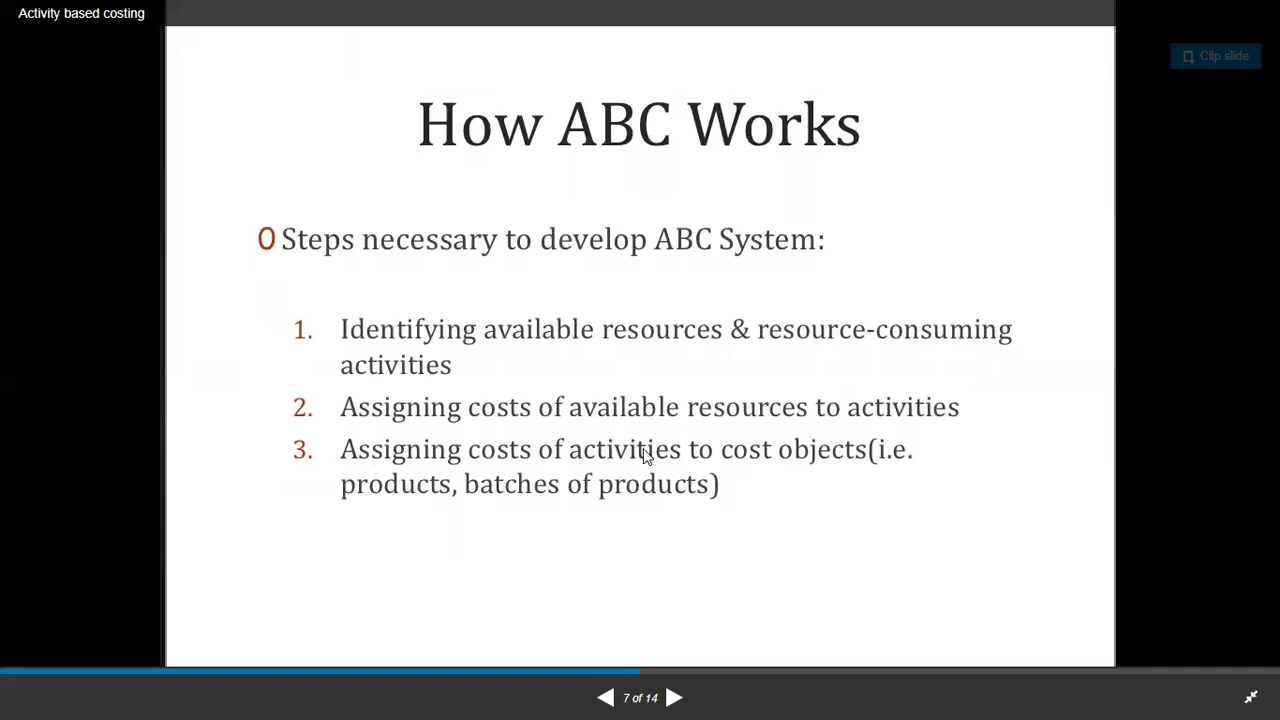 Activity based costing
Clip slide
How ABC Works
O Steps necessary to develop ABC System:
1. Identifying available resources & resource-consuming
activities
2. Assigning costs of available resources to activities
3. Assigning costs of activities to cost objects(i.e.
products, batches of products)
7 of 14